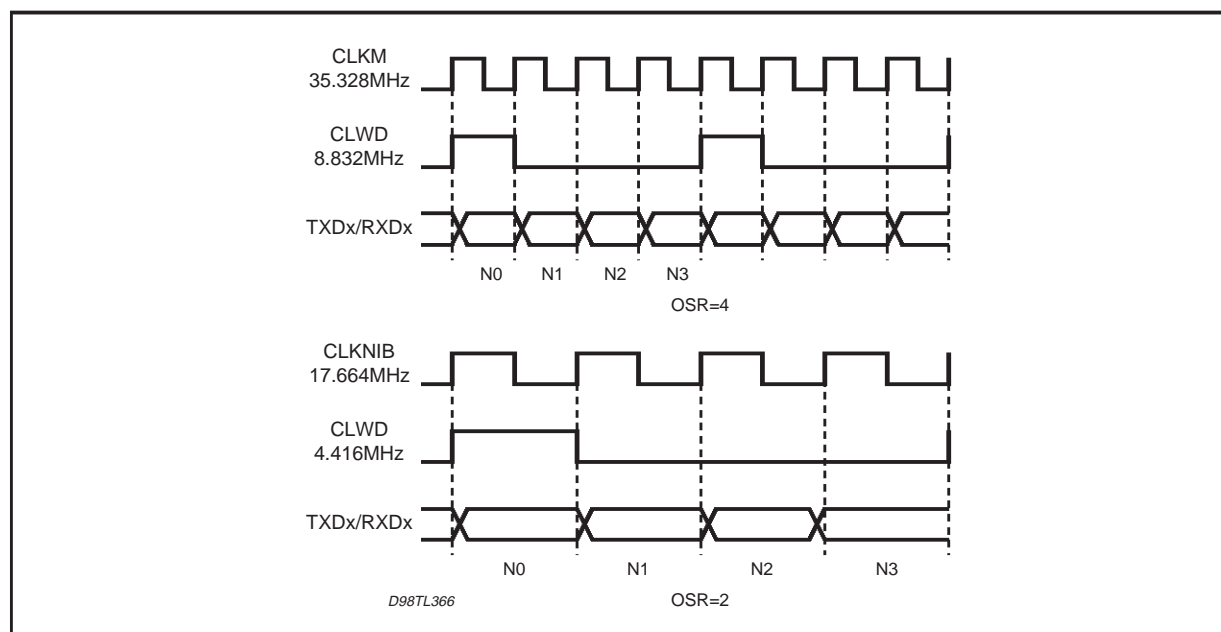 CLKM
35.328MHz
CLWD
8.832MHz
TXDx/RXDx
N0 N1 N2 N3
OSR=4
CLKNIB
17.664MHz
CLWD
4.416MHz
TXDx/RXDx
N0 N1 N2 N3
D98TL366 OSR=2